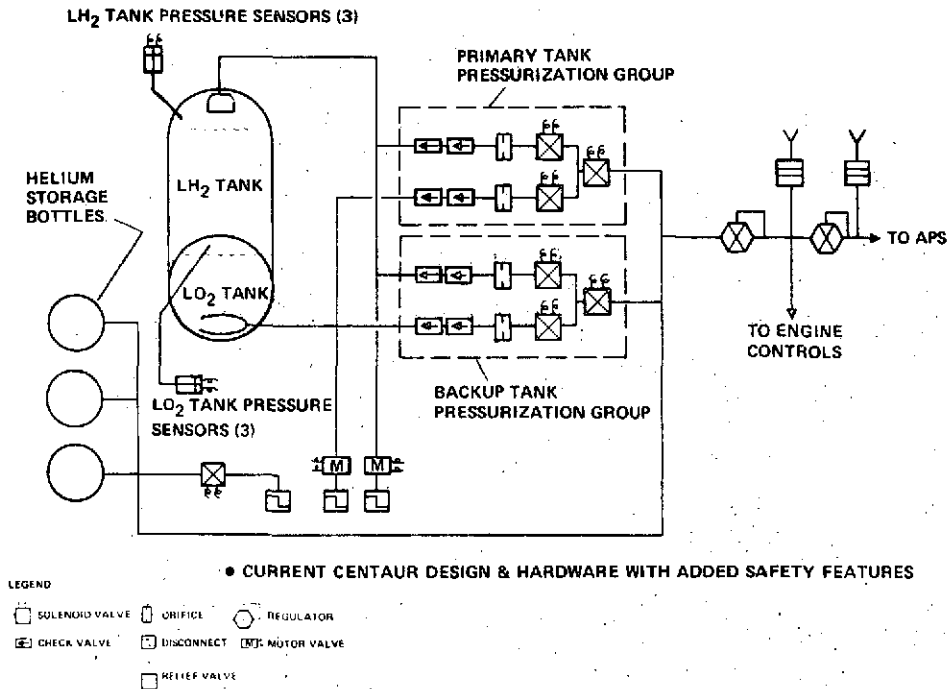 LH2 TANK PRESSURE SENSORS (3)
PRIMARY TANK
PRESSURIZATION GROUP
HELIUM
STORAGE
BOTTLES
LH2 TANK
LO2 TANK
TO APS
TO ENGINE
CONTROLS
LO2 TANK PRESSURE
SENSORS (3)
BACKUP TANK
PRESSURIZATION GROUP
M
M
• CURRENT CENTAUR DESIGN & HARDWARE WITH ADDED SAFETY FEATURES
LEGEND
SOLENOID VALVE
ORIFICE
REGULATOR
CHECK VALVE
DISCONNECT
M
MOTOR VALVE
RELIEF VALVE